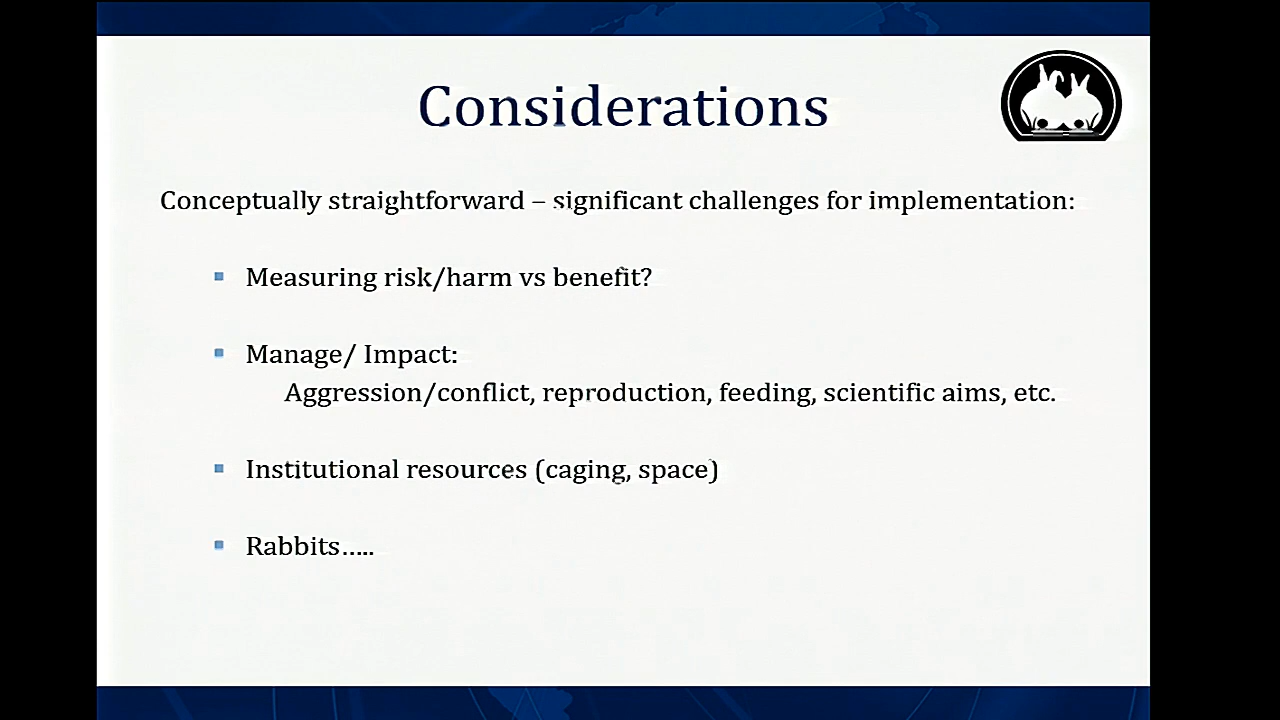 Considerations
Conceptually straightforward – significant challenges for implementation:
Measuring risk/harm vs benefit?
Manage/ Impact:
Aggression/conflict, reproduction, feeding, scientific aims, etc.
Institutional resources (caging, space)
Rabbits…..